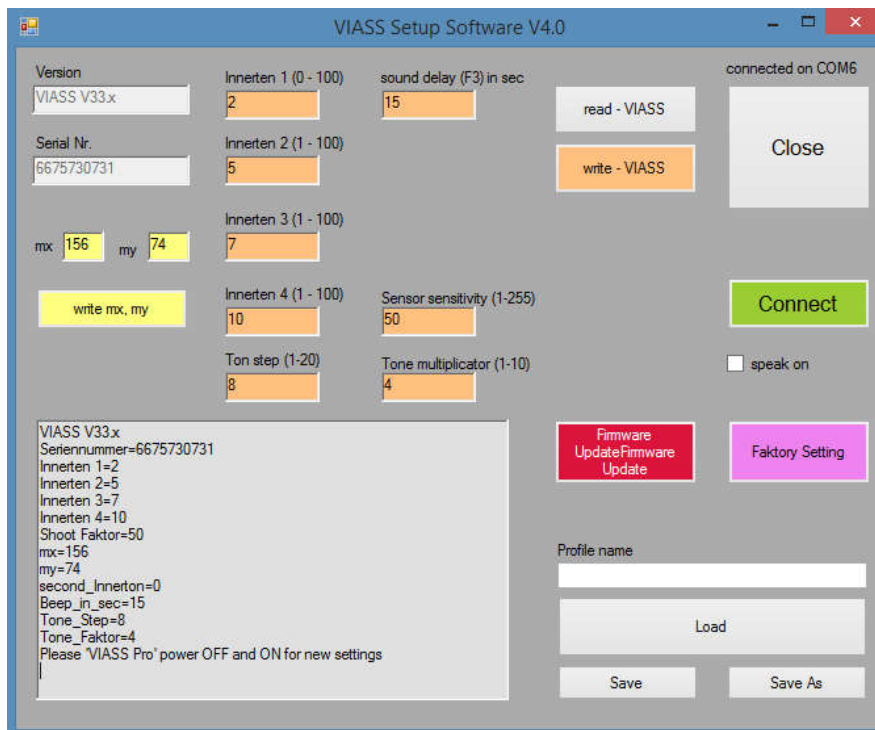 VIASS Setup Software V4.0
Version
VIASS V33.x
Serial Nr.
6675730731
mx 156 my 74
write mx, my
Innerten 1 (0 - 100)
2
Innerten 2 (1 - 100)
5
Innerten 3 (1 - 100)
7
Innerten 4 (1 - 100)
10
Ton step (1-20)
8
sound delay (F3) in sec
15
Sensor sensitivity (1-255)
50
Tone multiplicator (1-10)
4
read - VIASS
write - VIASS
connected on COM6
Close
Connect
speak on
VIASS V33.x
Seriennummer=6675730731
Innerten 1=2
Innerten 2=5
Innerten 3=7
Innerten 4=10
Shoot Faktor=50
mx=156
my=74
second_Innerton=0
Beep_in_sec=15
Tone_Step=8
Tone_Faktor=4
Please 'VIASS Pro' power OFF and ON for new settings
Firmware
UpdateFirmware
Update
Faktory Setting
Profile name
Load
Save
Save As